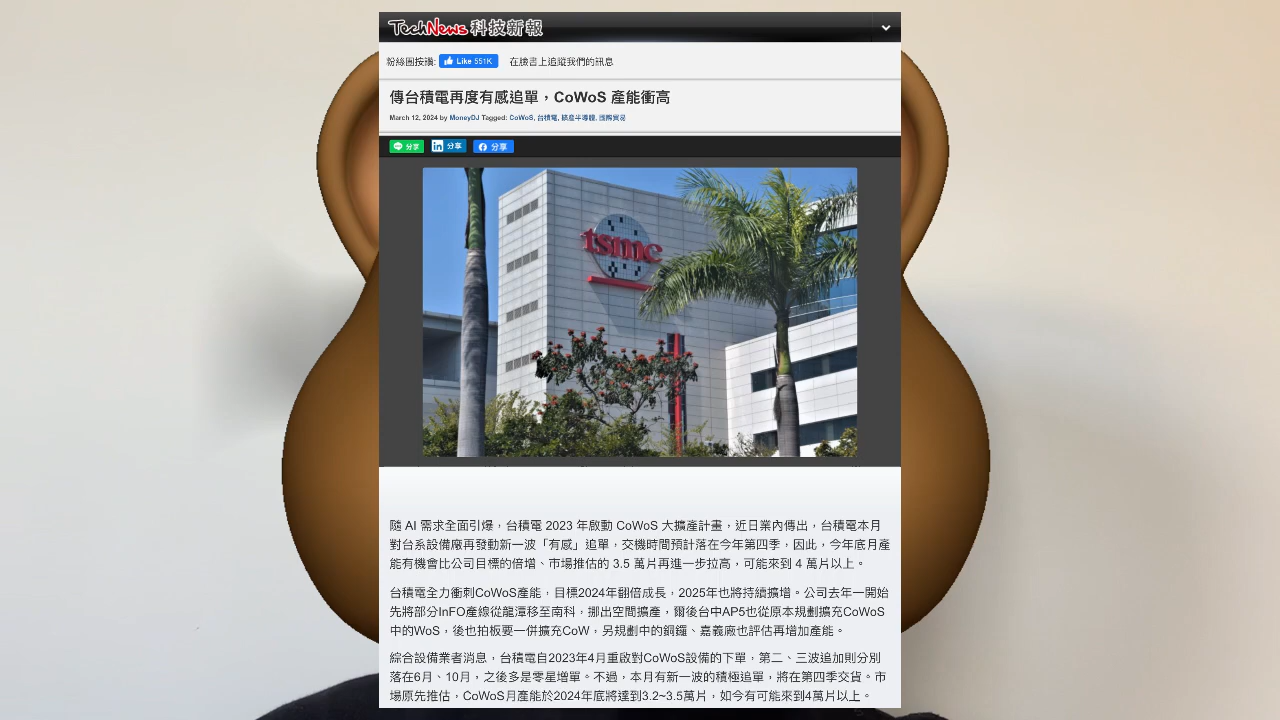 TechNews 科技新報
粉絲團按讚: Like 551K 在臉書上追蹤我們的訊息
傳台積電再度有感追單，CoWoS 產能衝高
March 12, 2024 by MoneyDJ Tagged: CoWoS, 台積電, 擴產半導體, 國際貿易
分享 分享 分享
tsmc
隨 AI 需求全面引爆，台積電 2023 年啟動 CoWoS 大擴產計畫，近日業內傳出，台積電本月
對台系設備廠再發動新一波「有感」追單，交機時間預計落在今年第四季，因此，今年底月產
能有機會比公司目標的倍增、市場推估的 3.5 萬片再進一步拉高，可能來到 4 萬片以上。
台積電全力衝刺CoWoS產能，目標2024年翻倍成長，2025年也將持續擴增。公司去年一開始
先將部分InFO產線從龍潭移至南科，挪出空間擴產，爾後台中AP5也從原本規劃擴充CoWoS
中的WoS，後也拍板要一併擴充CoW，另規劃中的銅鑼、嘉義廠也評估再增加產能。
綜合設備業者消息，台積電自2023年4月重啟對CoWoS設備的下單，第二、三波追加則分別
落在6月、10月，之後多是零星增單。不過，本月有新一波的積極追單，將在第四季交貨。市
場原先推估，CoWoS月產能於2024年底將達到3.2~3.5萬片，如今有可能來到4萬片以上。